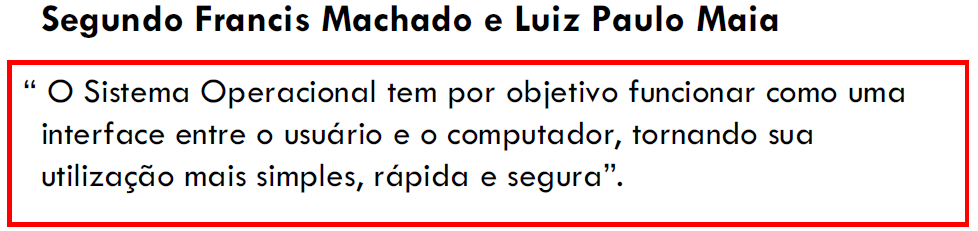 Segundo Francis Machado e Luiz Paulo Maia
“ O Sistema Operacional tem por objetivo funcionar como uma
interface entre o usuário e o computador, tornando sua
utilização mais simples, rápida e segura”.